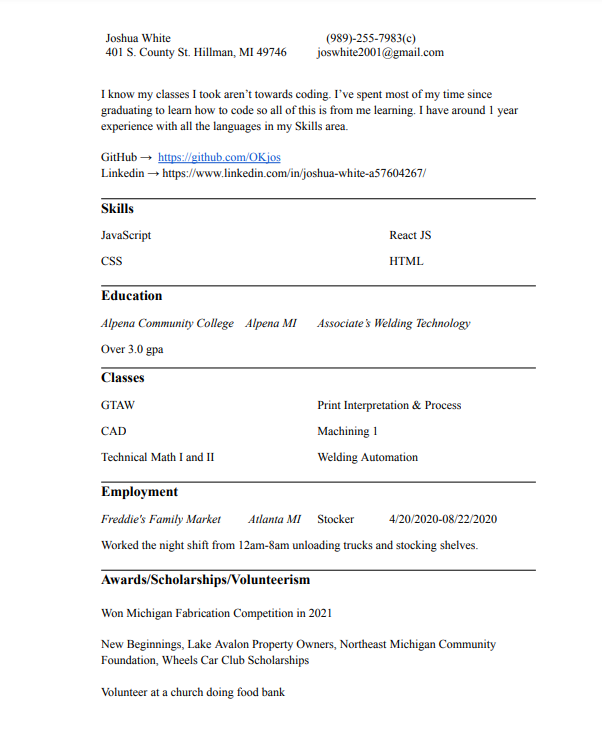 Joshua White (989)-255-7983(c)
401 S. County St. Hillman, MI 49746 joswhite2001@gmail.com
I know my classes I took aren't towards coding. I've spent most of my time since
graduating to learn how to code so all of this is from me learning. I have around 1 year
experience with all the languages in my Skills area.
GitHub → https://github.com/OKjos
Linkedin → https://www.linkedin.com/in/joshua-white-a57604267/
Skills
JavaScript React JS
CSS HTML
Education
Alpena Community College Alpena MI Associate's Welding Technology
Over 3.0 gpa
Classes
GTAW Print Interpretation & Process
CAD Machining 1
Technical Math I and II Welding Automation
Employment
Freddie's Family Market Atlanta MI Stocker 4/20/2020-08/22/2020
Worked the night shift from 12am-8am unloading trucks and stocking shelves.
Awards/Scholarships/Volunteerism
Won Michigan Fabrication Competition in 2021
New Beginnings, Lake Avalon Property Owners, Northeast Michigan Community
Foundation, Wheels Car Club Scholarships
Volunteer at a church doing food bank